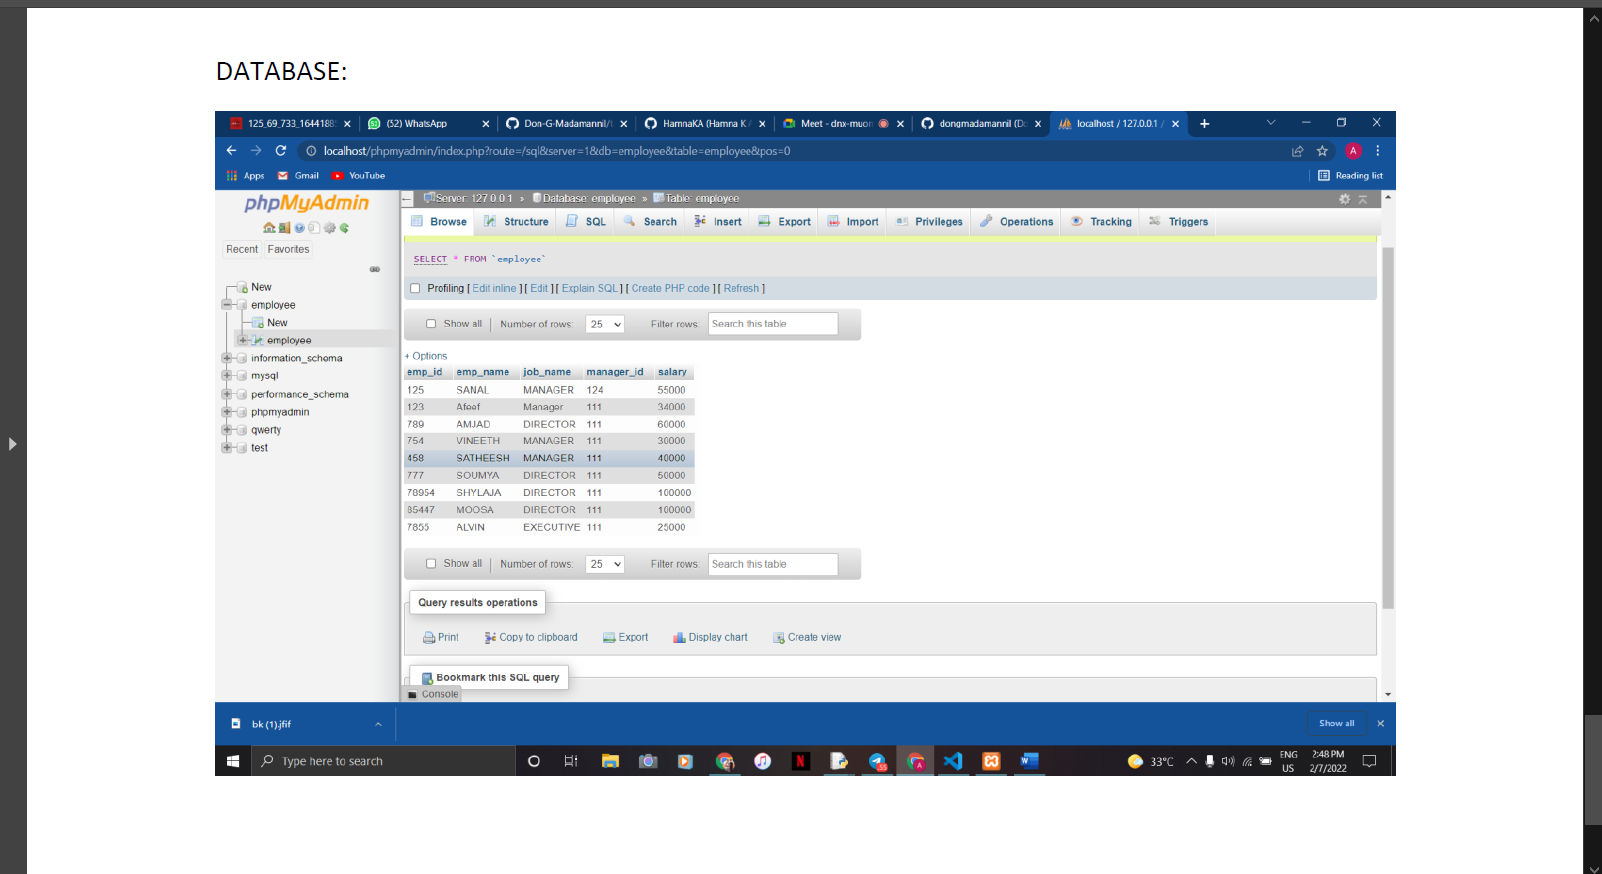 DATABASE:
125_69_733_1644188
(52) WhatsApp
Don-G-Madamannil/
HamnaKA (Hamna K
Meet - dnx-muon
dongmadamannil (Do
localhost / 127.0.0.1 /
localhost/phpmyadmin/index.php?route=/sql&server=1&db=employee&table=employee&pos=0
A
Apps Gmail YouTube Reading list
phpMyAdmin
Recent Favorites
New
employee
New
employee
information_schema
mysql
performance_schema
phpmyadmin
qwerty
test
Server: 127.0.0.1 » Database: employee » Table: employee
Browse Structure SQL Search Insert Export Import Privileges Operations Tracking Triggers
SELECT * FROM `employee`
Profiling [ Edit inline ] [ Edit ] [ Explain SQL ] [ Create PHP code ] [ Refresh ]
Show all Number of rows: 25 Filter rows: Search this table
+ Options
emp_id emp_name job_name manager_id salary
125 SANAL MANAGER 124 55000
123 Afeef Manager 111 34000
789 AMJAD DIRECTOR 111 60000
754 VINEETH MANAGER 111 30000
458 SATHEESH MANAGER 111 40000
777 SOUMYA DIRECTOR 111 50000
78954 SHYLAJA DIRECTOR 111 100000
85447 MOOSA DIRECTOR 111 100000
7855 ALVIN EXECUTIVE 111 25000
Show all Number of rows: 25 Filter rows: Search this table
Query results operations
Print Copy to clipboard Export Display chart Create view
Bookmark this SQL query
Console
bk (1).jfif
Show all
Type here to search
33°C
ENG
US
2:48 PM
2/7/2022